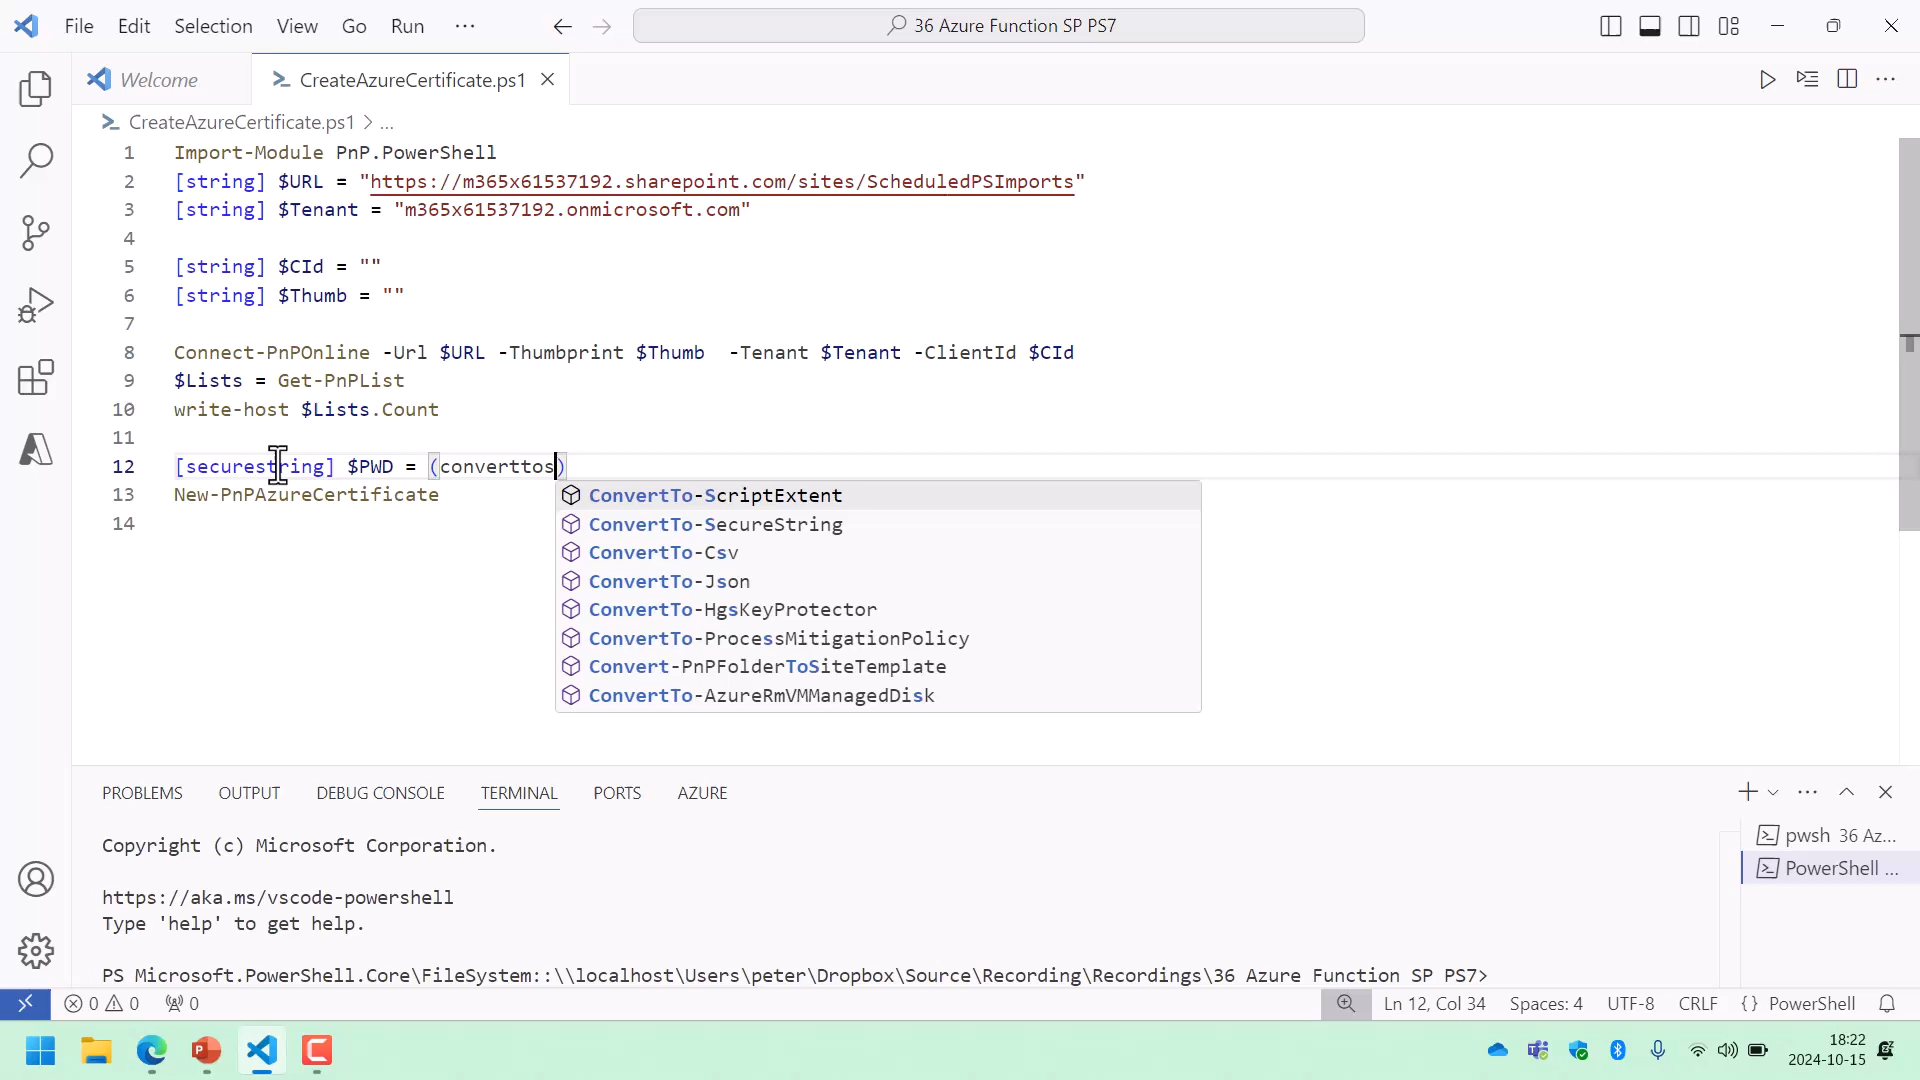 File Edit Selection View Go Run ···
36 Azure Function SP PS7
Welcome
CreateAzureCertificate.ps1
CreateAzureCertificate.ps1 > ...
1 Import-Module PnP.PowerShell
2 [string] $URL = "https://m365x61537192.sharepoint.com/sites/ScheduledPSImports"
3 [string] $Tenant = "m365x61537192.onmicrosoft.com"
4
5 [string] $CId = ""
6 [string] $Thumb = ""
7
8 Connect-PnPOnline -Url $URL -Thumbprint $Thumb  -Tenant $Tenant -ClientId $CId
9 $Lists = Get-PnPList
10 write-host $Lists.Count
11
12 [securestring] $PWD = (converttos)
13 New-PnPAzureCertificate
14
ConvertTo-ScriptExtent
ConvertTo-SecureString
ConvertTo-Csv
ConvertTo-Json
ConvertTo-HgsKeyProtector
ConvertTo-ProcessMitigationPolicy
Convert-PnPFolderToSiteTemplate
ConvertTo-AzureRmVMManagedDisk
PROBLEMS OUTPUT DEBUG CONSOLE TERMINAL PORTS AZURE
Copyright (c) Microsoft Corporation.
https://aka.ms/vscode-powershell
Type 'help' to get help.
PS Microsoft.PowerShell.Core\FileSystem::\\localhost\Users\peter\Dropbox\Source\Recording\Recordings\36 Azure Function SP PS7>
pwsh 36 Az...
PowerShell ...
0 0 0
Ln 12, Col 34 Spaces: 4 UTF-8 CRLF {} PowerShell
18:22
2024-10-15